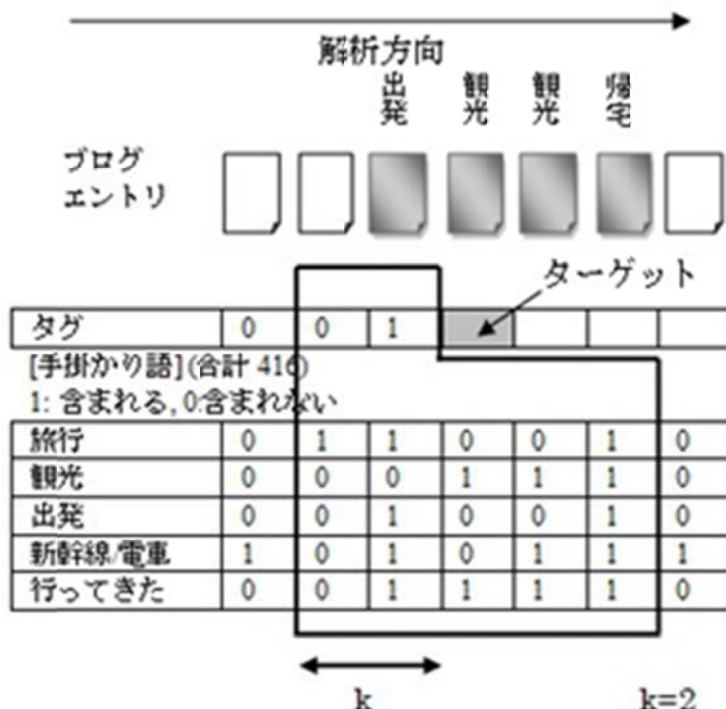 解析方向
出発 観光 観光 帰宅
ブログ
エントリ
ターゲット
タグ 0 0 1
[手掛かり語](合計 416)
1: 含まれる, 0:含まれない
旅行 0 1 1 0 0 1 0
観光 0 0 0 1 1 1 0
出発 0 0 1 0 0 1 0
新幹線/電車 1 0 1 0 1 1 1
行ってきた 0 0 1 1 1 1 0
k k=2